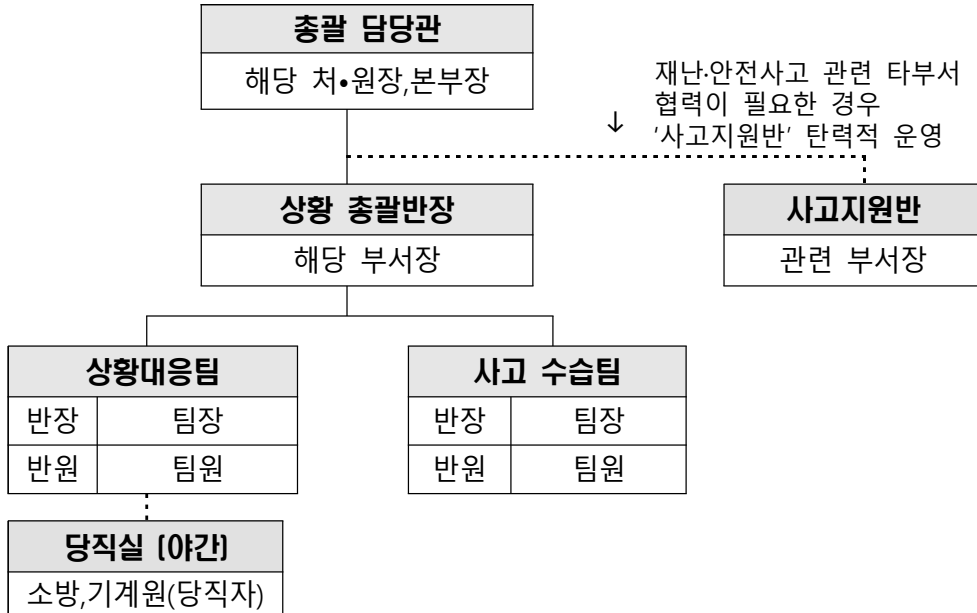 총괄 담당관
해당 처•원장,본부장
재난·안전사고 관련 타부서
협력이 필요한 경우
↓ '사고지원반' 탄력적 운영
상황 총괄반장
해당 부서장
사고지원반
관련 부서장
상황대응팀
반장 팀장
반원 팀원
사고 수습팀
반장 팀장
반원 팀원
당직실 (야간)
소방,기계원(당직자)